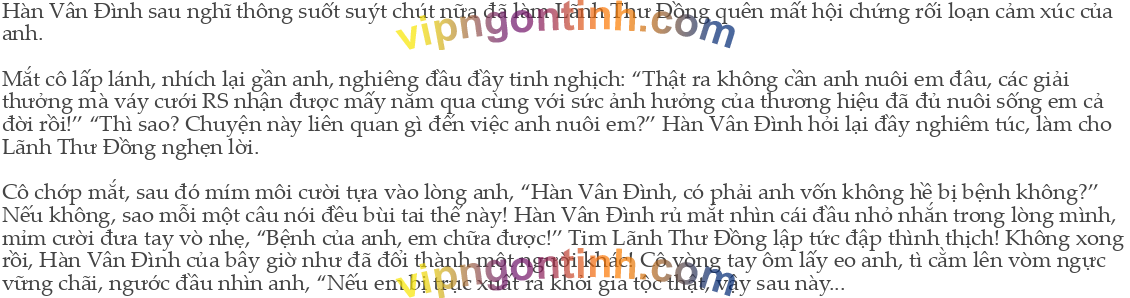 Hàn Vân Đình sau nghĩ thông suốt suýt chút nữa đã làm Lãnh Thư Đồng quên mất hội chứng rối loạn cảm xúc của
anh.
vipngontinh.com
Mắt cô lấp lánh, nhích lại gần anh, nghiêng đầu đầy tinh nghịch: “Thật ra không cần anh nuôi em đâu, các giải
thưởng mà váy cưới RS nhận được mấy năm qua cùng với sức ảnh hưởng của thương hiệu đã đủ nuôi sống em cả
đời rồi!” “Thì sao? Chuyện này liên quan gì đến việc anh nuôi em?” Hàn Vân Đình hỏi lại đầy nghiêm túc, làm cho
Lãnh Thư Đồng nghẹn lời.
Cô chớp mắt, sau đó mím môi cười tựa vào lòng anh, “Hàn Vân Đình, có phải anh vốn không hề bị bệnh không?”
Nếu không, sao mỗi một câu nói đều bùi tai thế này! Hàn Vân Đình rủ mắt nhìn cái đầu nhỏ nhắn trong lòng mình,
mỉm cười đưa tay vò nhẹ, “Bệnh của anh, em chữa được!” Tim Lãnh Thư Đồng lập tức đập thình thịch! Không xong
rồi, Hàn Vân Đình của bây giờ như đã đổi thành một người khác! Cô vòng tay ôm lấy eo anh, tì cằm lên vòm ngực
vững chãi, ngước đầu nhìn anh, “Nếu em bị trục xuất ra khỏi gia tộc thật, vậy sau này...
vipngontinh.com